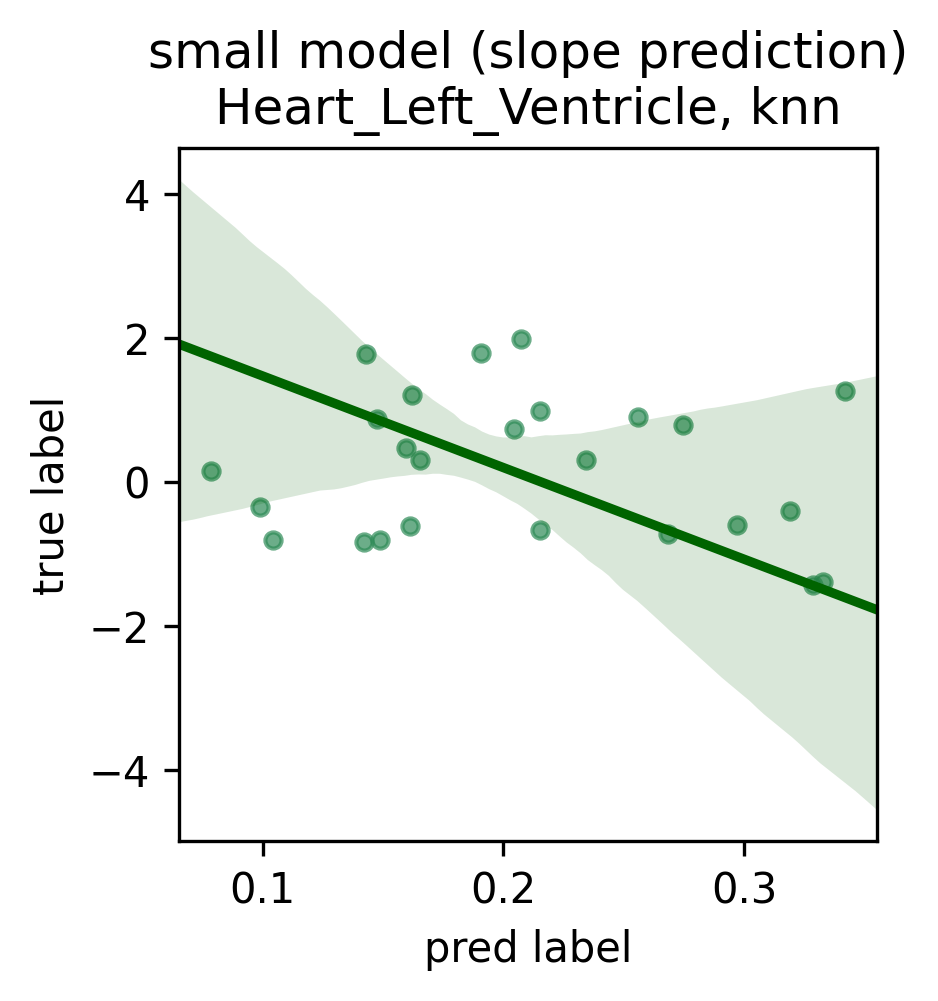 small model (slope prediction)
Heart_Left_Ventricle, knn
4
2
0
−2
−4
true label
0.1 0.2 0.3
pred label